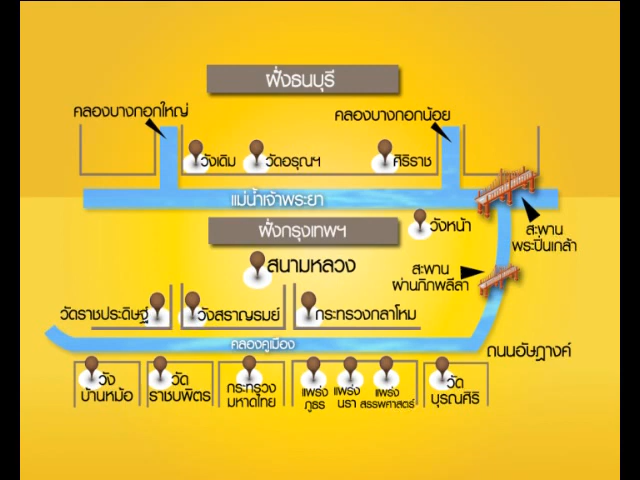 ฝั่งธนบุรี
คลองบางกอกใหญ่
คลองบางกอกน้อย
วังเดิม
วัดอรุณฯ
ศิริราช
แม่น้ำเจ้าพระยา
ฝั่งกรุงเทพฯ
วังหน้า
สะพาน
พระปิ่นเกล้า
สนามหลวง
สะพาน
ผ่านภิภพลีลา
วัดราชประดิษฐ์
วังสราญรมย์
กระทรวงกลาโหม
คลองคูเมือง
ถนนอัษฎางค์
วัง
บ้านหม้อ
วัด
ราชบพิตร
กระทรวง
มหาดไทย
แพร่ง
ภูธร
แพร่ง
นรา
แพร่ง
สรรพศาสตร์
วัด
บุรณศิริ